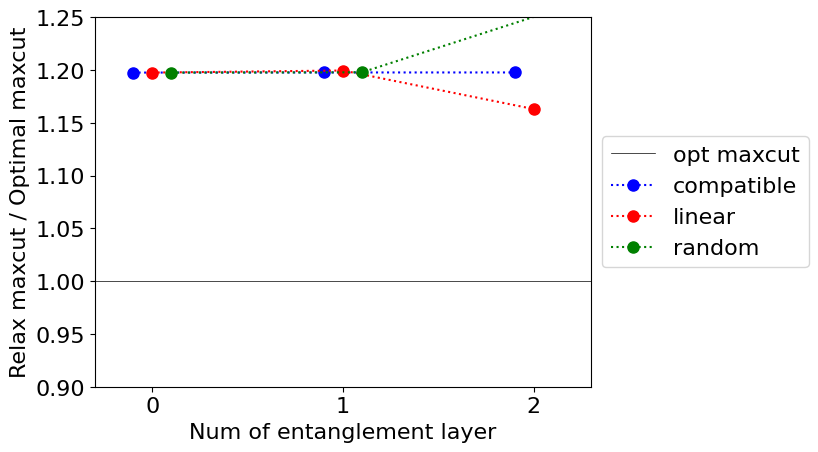 Relax maxcut / Optimal maxcut
1.25
1.20
1.15
1.10
1.05
1.00
0.95
0.90
0
1
2
Num of entanglement layer
opt maxcut
compatible
linear
random